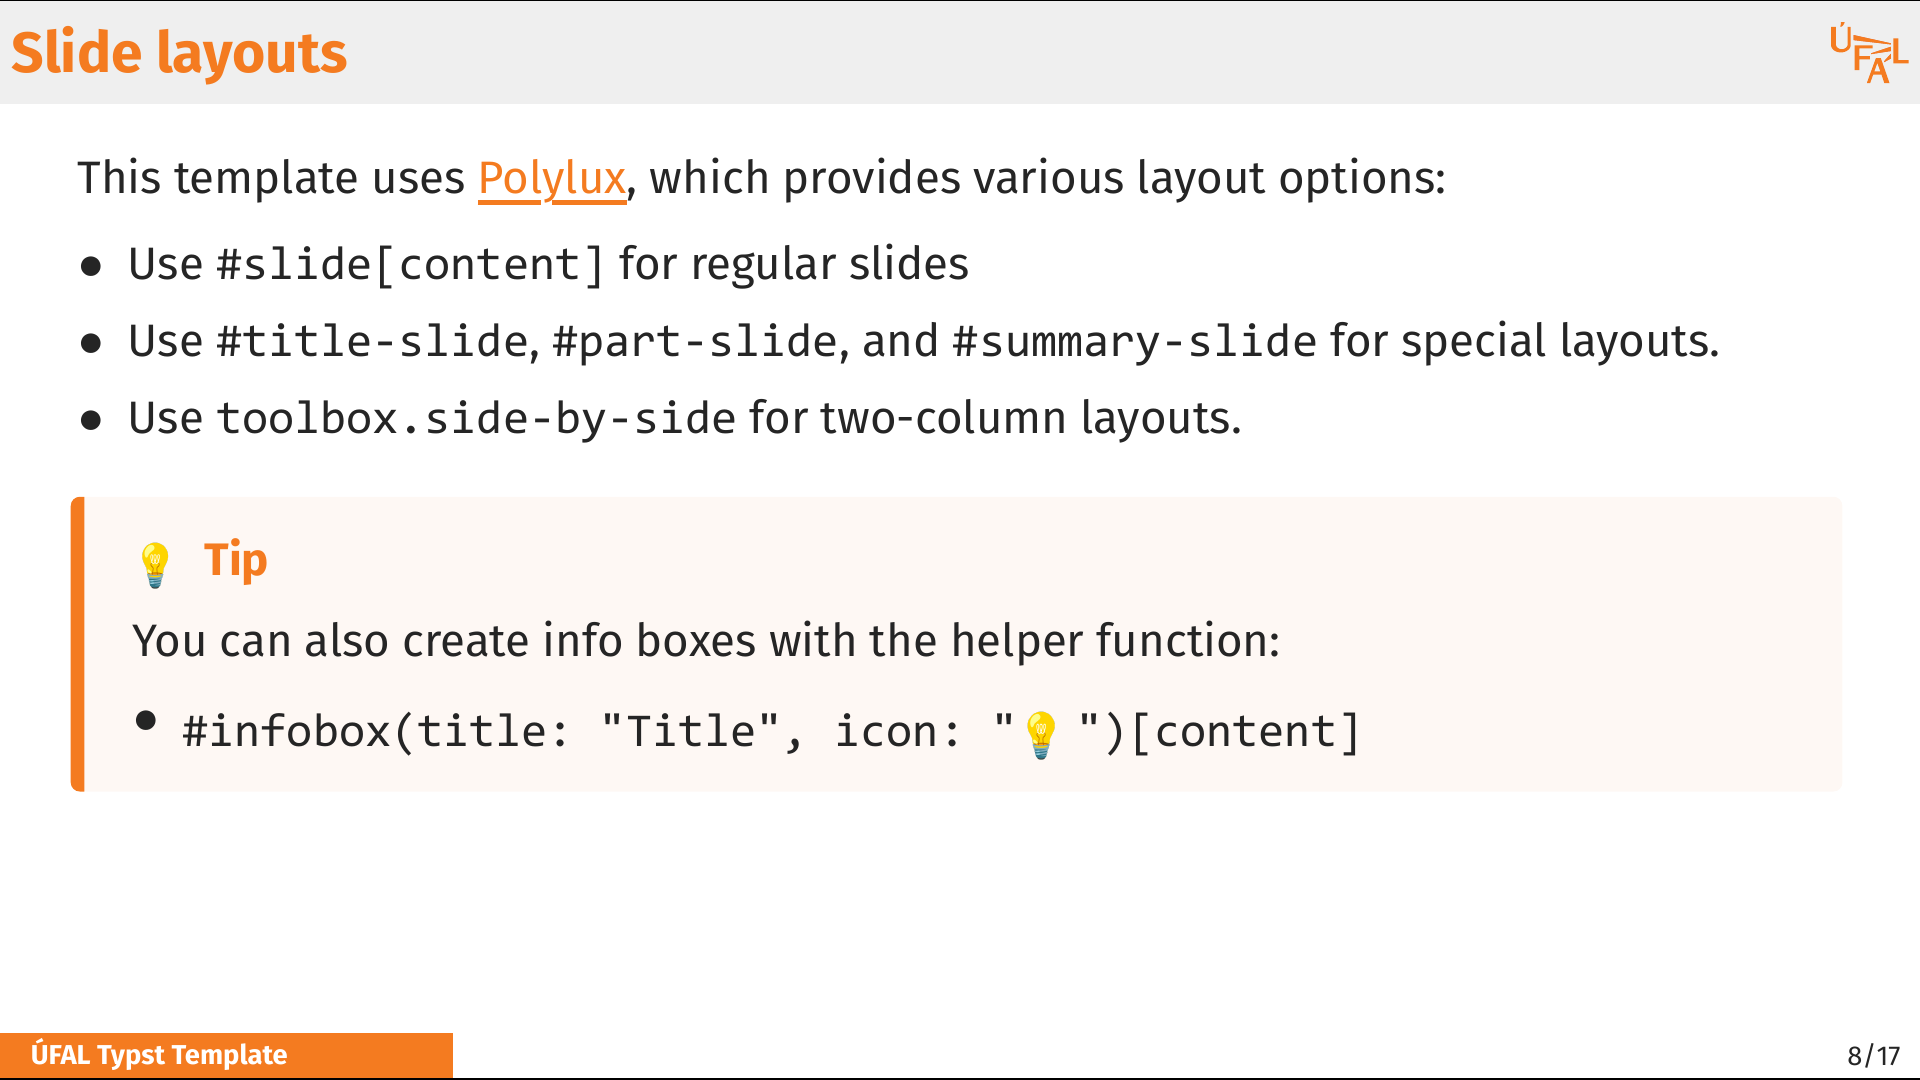 Slide layouts
ÚFAL
This template uses Polylux, which provides various layout options:
● Use #slide[content] for regular slides
● Use #title-slide, #part-slide, and #summary-slide for special layouts.
● Use toolbox.side-by-side for two-column layouts.
💡 Tip
You can also create info boxes with the helper function:
● #infobox(title: "Title", icon: "💡")[content]
ÚFAL Typst Template
8/17